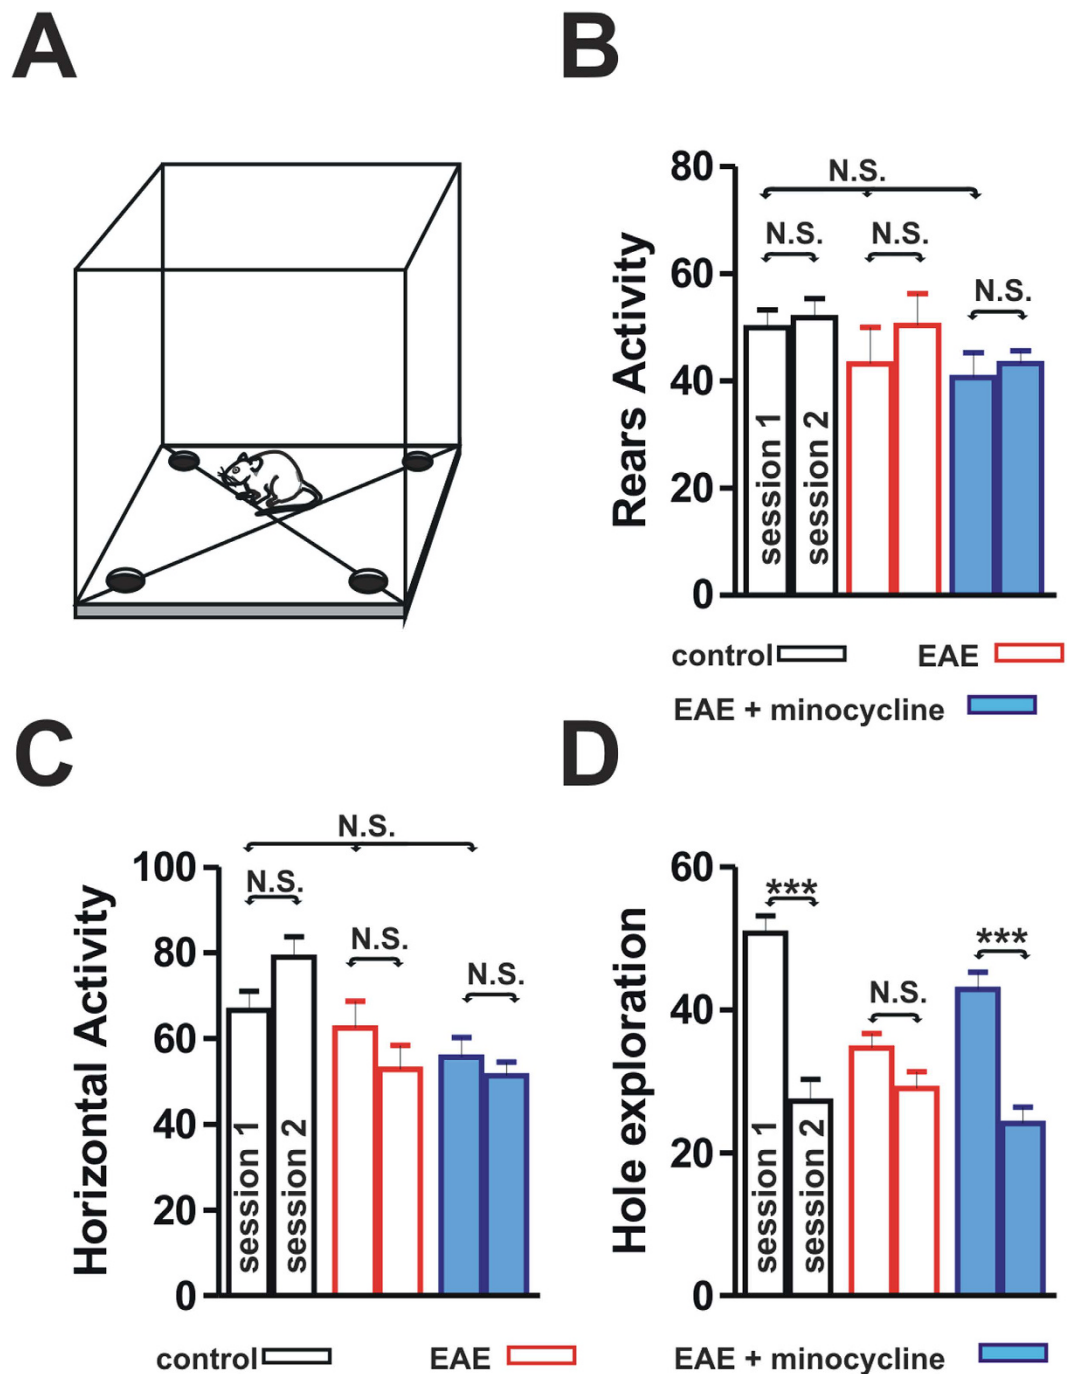 A
B
80
60
40
20
0
Rears Activity
N.S.
N.S.
N.S.
N.S.
session 1
session 2
control
EAE
EAE + minocycline
C
D
100
80
60
40
20
0
Horizontal Activity
N.S.
N.S.
N.S.
N.S.
session 1
session 2
control
EAE
60
40
20
0
Hole exploration
***
N.S.
***
session 1
session 2
EAE + minocycline